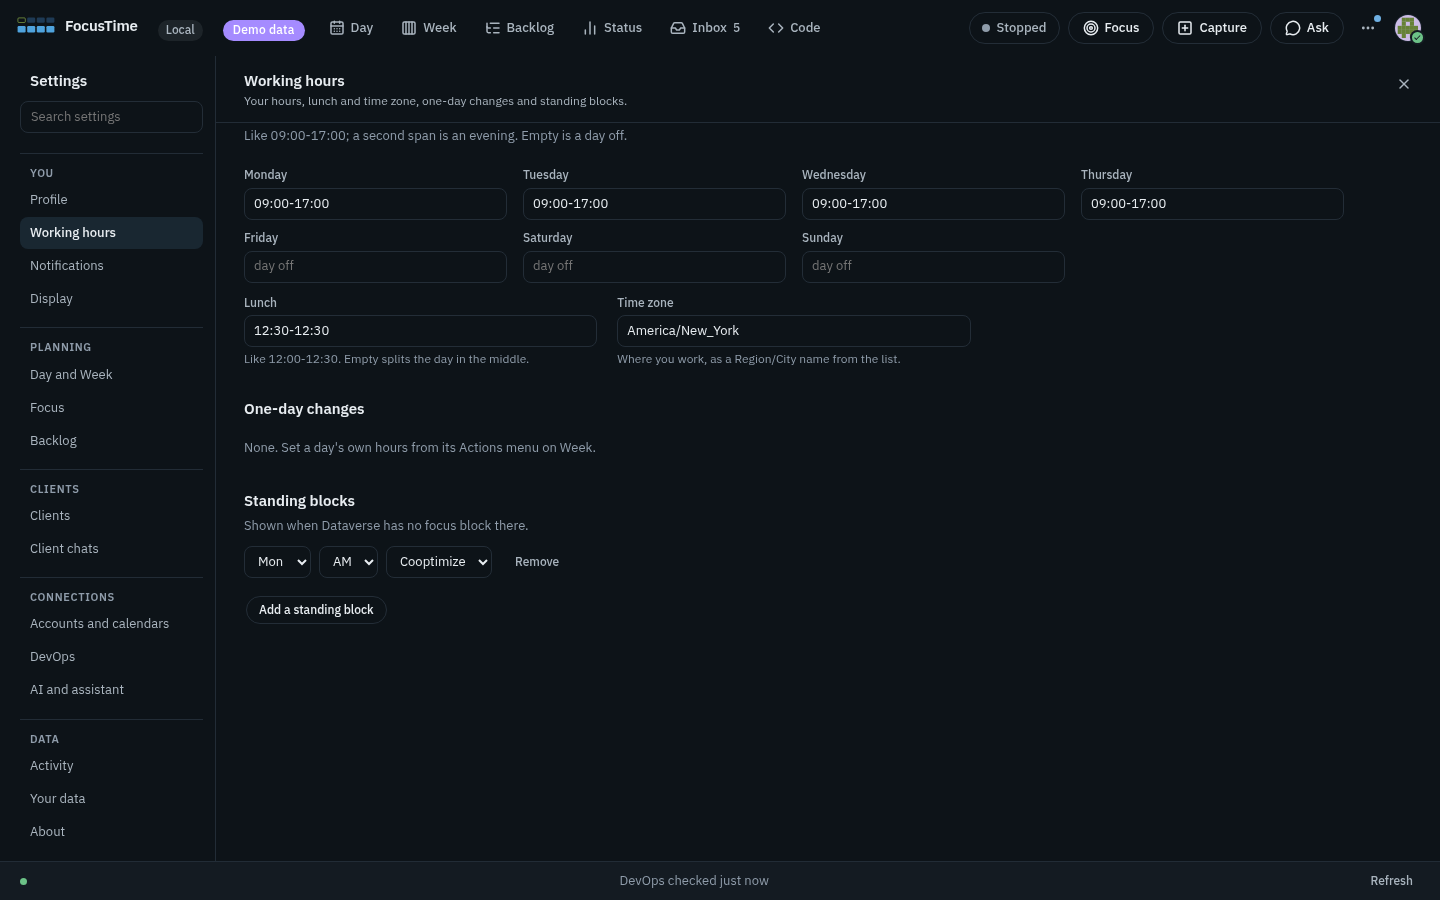 FocusTime
Local
Demo data
Day
Week
Backlog
Status
Inbox 5
Code
Stopped
Focus
Capture
Ask
Settings
Search settings
YOU
Profile
Working hours
Notifications
Display
PLANNING
Day and Week
Focus
Backlog
CLIENTS
Clients
Client chats
CONNECTIONS
Accounts and calendars
DevOps
AI and assistant
DATA
Activity
Your data
About
Working hours
Your hours, lunch and time zone, one-day changes and standing blocks.
Like 09:00-17:00; a second span is an evening. Empty is a day off.
Monday
Tuesday
Wednesday
Thursday
09:00-17:00
09:00-17:00
09:00-17:00
09:00-17:00
Friday
Saturday
Sunday
day off
day off
day off
Lunch
Time zone
12:30-12:30
America/New_York
Like 12:00-12:30. Empty splits the day in the middle.
Where you work, as a Region/City name from the list.
One-day changes
None. Set a day's own hours from its Actions menu on Week.
Standing blocks
Shown when Dataverse has no focus block there.
Mon
AM
Cooptimize
Remove
Add a standing block
DevOps checked just now
Refresh